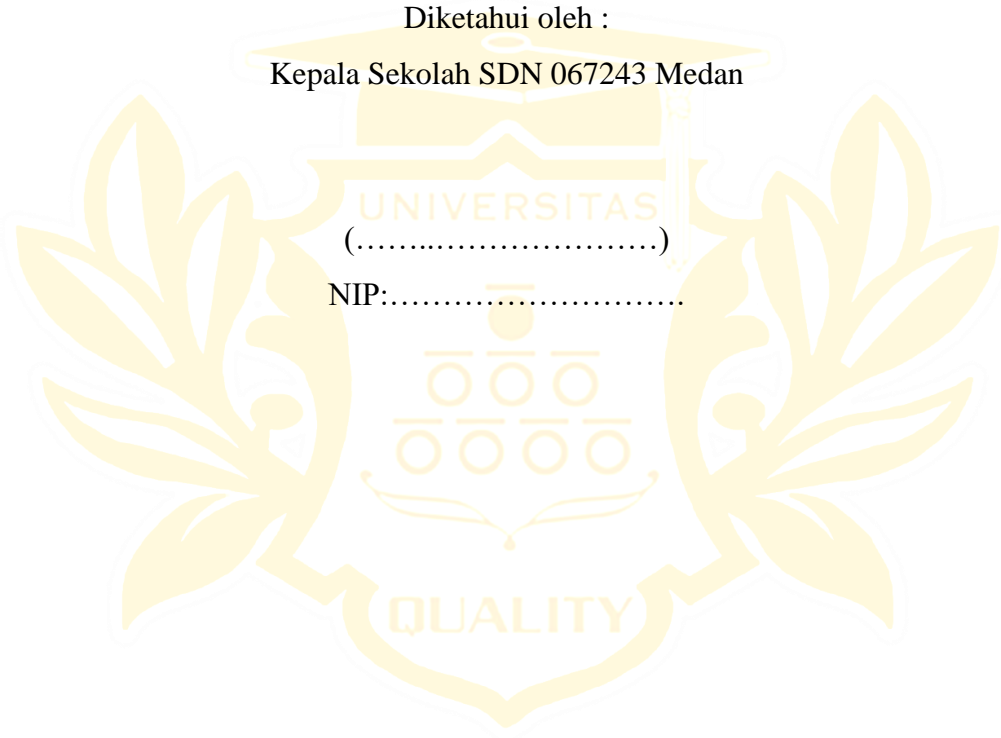 Diketahui oleh :
Kepala Sekolah SDN 067243 Medan
UNIVERSITAS
(……..…………………)
NIP:……………………….
QUALITY